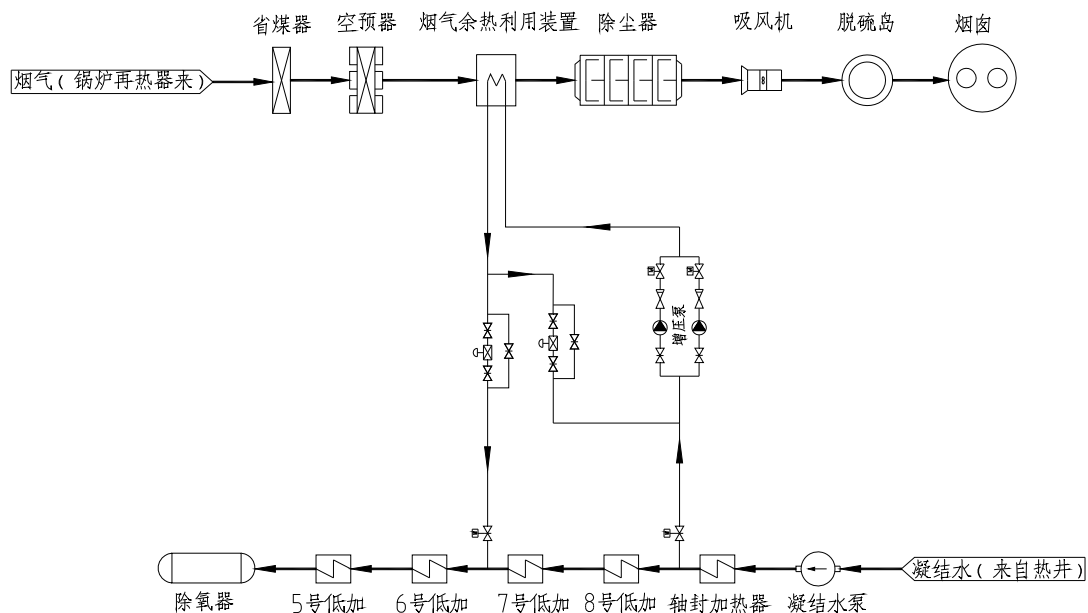 省煤器
空预器
烟气余热利用装置
除尘器
吸风机
脱硫岛
烟囱
烟气(锅炉再热器来)
增压泵
凝结水(来自热井)
除氧器
5号低加
6号低加
7号低加
8号低加
轴封加热器
凝结水泵